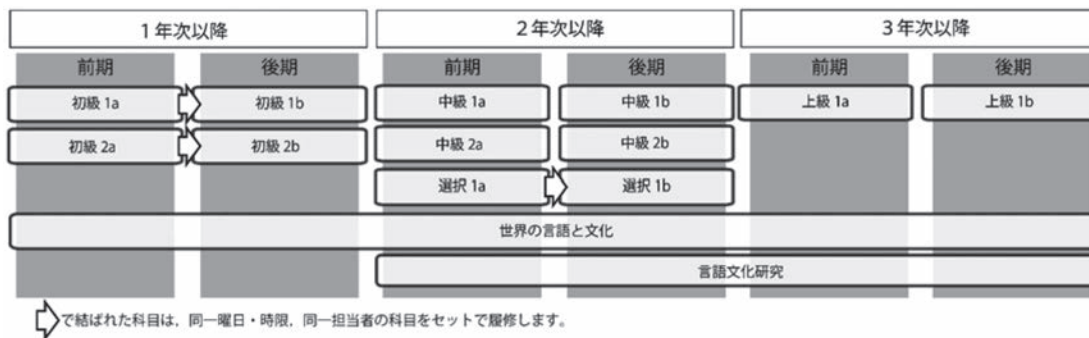 1年次以降 2年次以降 3年次以降
前期 後期 前期 後期 前期 後期
初級 1a 初級 1b 中級 1a 中級 1b 上級 1a 上級 1b
初級 2a 初級 2b 中級 2a 中級 2b
選択 1a 選択 1b
世界の言語と文化
言語文化研究
で結ばれた科目は，同一曜日・時限，同一担当者の科目をセットで履修します。